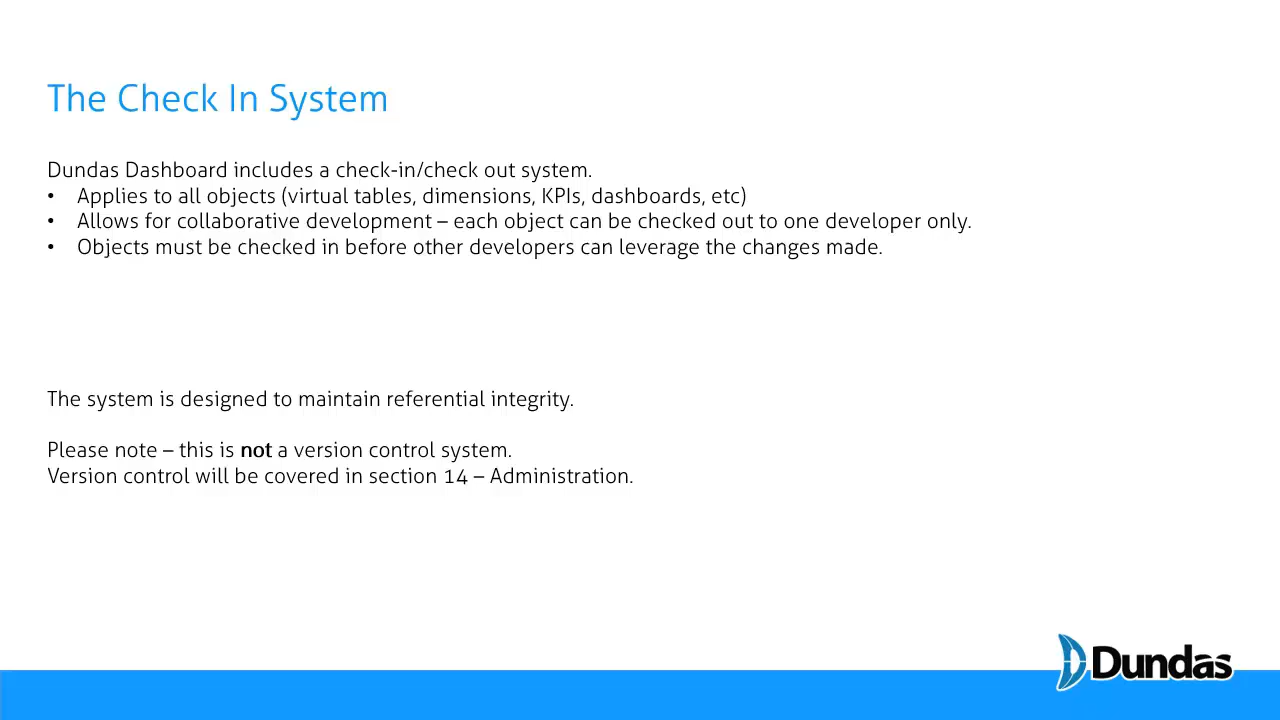 The Check In System
Dundas Dashboard includes a check-in/check out system.
• Applies to all objects (virtual tables, dimensions, KPIs, dashboards, etc)
• Allows for collaborative development – each object can be checked out to one developer only.
• Objects must be checked in before other developers can leverage the changes made.
The system is designed to maintain referential integrity.
Please note – this is not a version control system.
Version control will be covered in section 14 – Administration.
Dundas